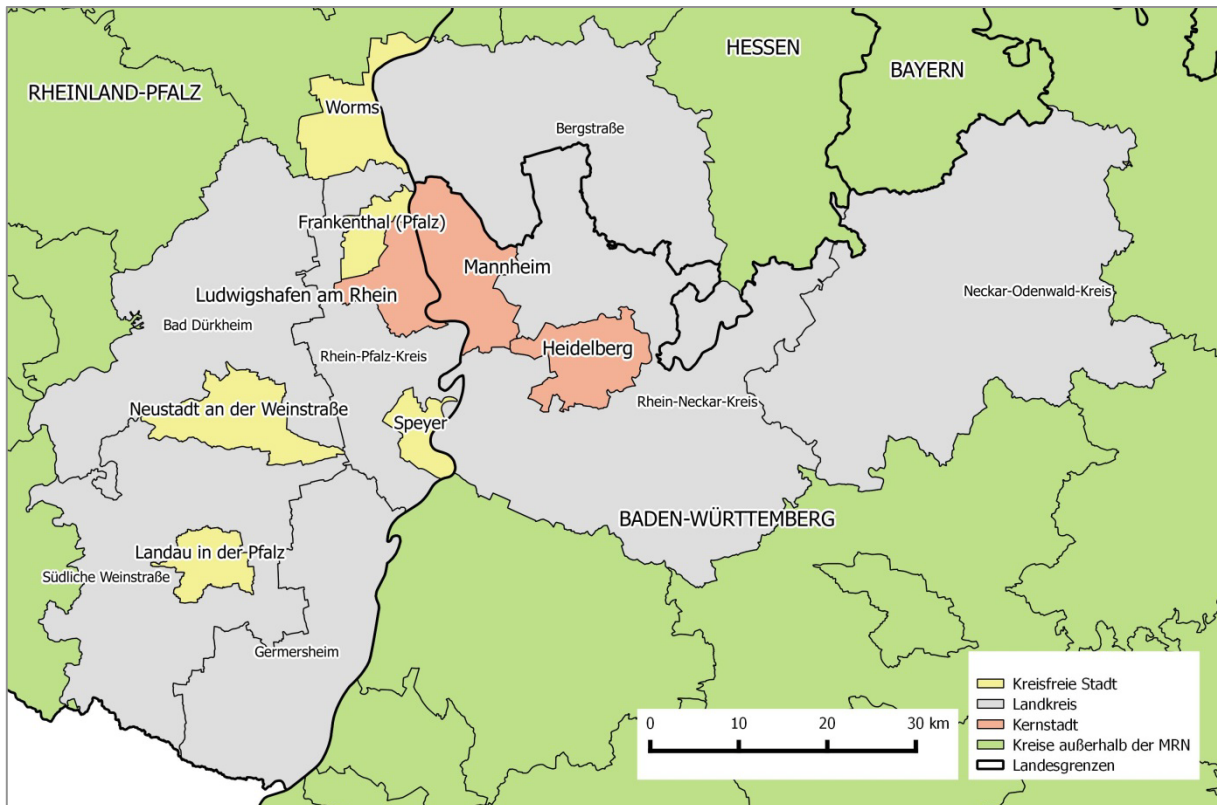 HESSEN
BAYERN
RHEINLAND-PFALZ
Worms
Bergstraße
Frankenthal (Pfalz)
Mannheim
Ludwigshafen am Rhein
Neckar-Odenwald-Kreis
Bad Dürkheim
Heidelberg
Rhein-Pfalz-Kreis
Rhein-Neckar-Kreis
Neustadt an der Weinstraße
Speyer
BADEN-WÜRTTEMBERG
Landau in der Pfalz
Südliche Weinstraße
Germersheim
Kreisfreie Stadt
Landkreis
Kernstadt
Kreise außerhalb der MRN
Landesgrenzen
0 10 20 30 km